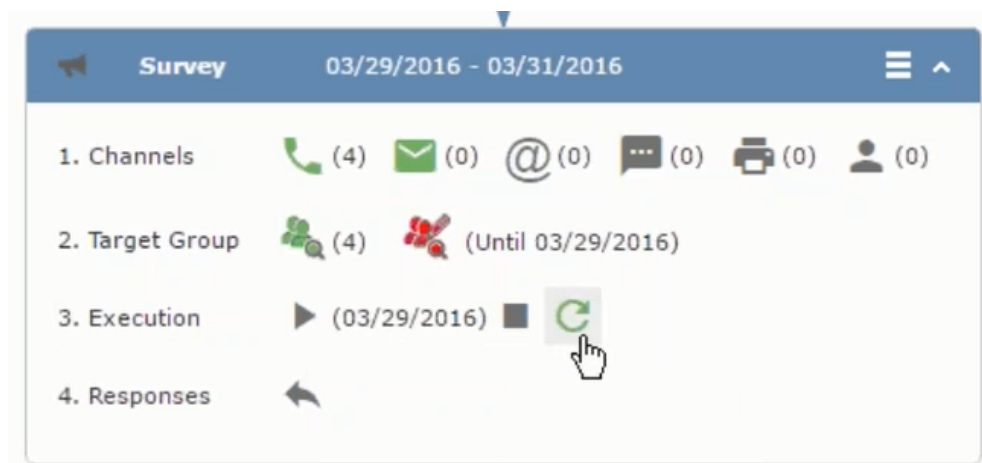 Survey 03/29/2016 - 03/31/2016
1. Channels (4) (0) @ (0) (0) (0) (0)
2. Target Group (4) (Until 03/29/2016)
3. Execution (03/29/2016)
4. Responses